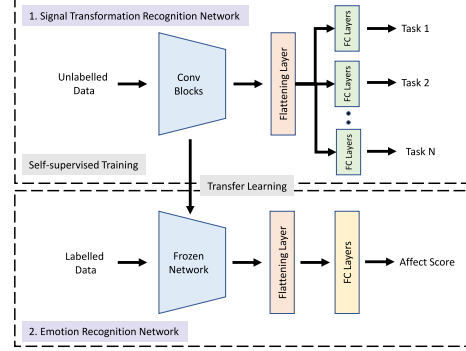 1. Signal Transformation Recognition Network
Unlabelled
Data
Conv
Blocks
Flattening Layer
FC Layers
Task 1
FC Layers
Task 2
FC Layers
Task N
Self-supervised Training
Transfer Learning
Labelled
Data
Frozen
Network
Flattening Layer
FC Layers
Affect Score
2. Emotion Recognition Network